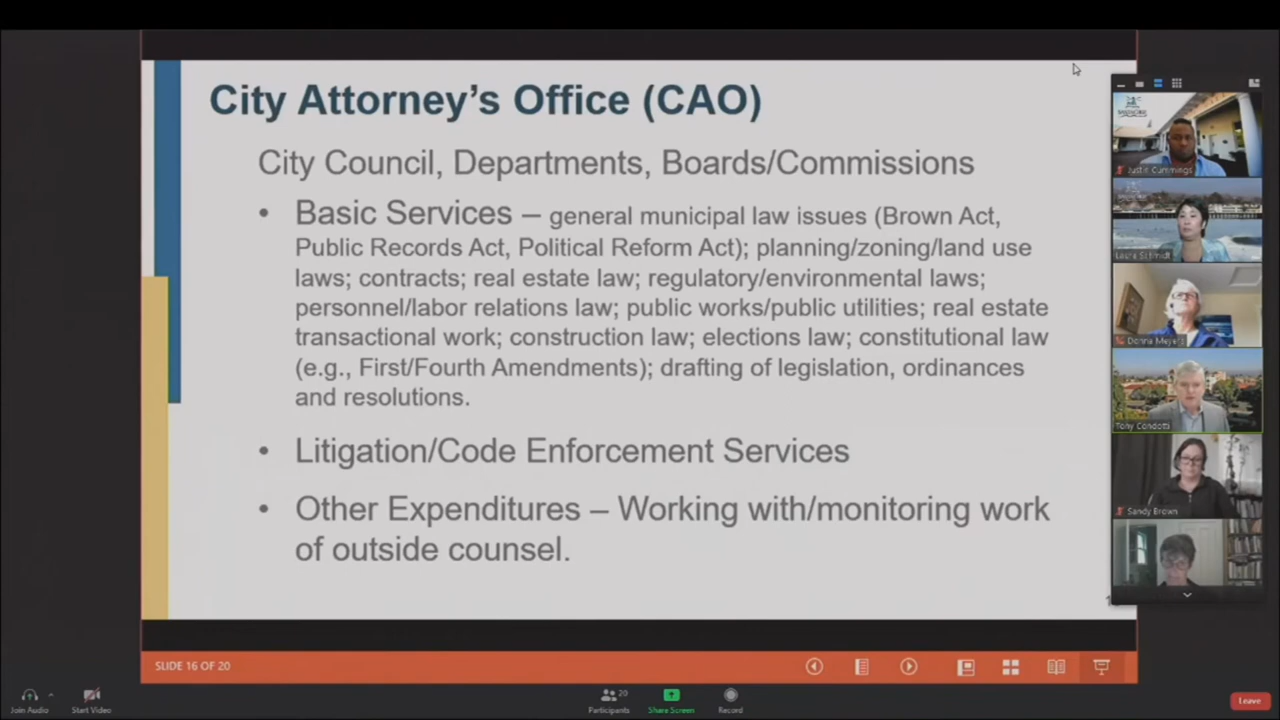 City Attorney's Office (CAO)
City Council, Departments, Boards/Commissions
• Basic Services – general municipal law issues (Brown Act,
Public Records Act, Political Reform Act); planning/zoning/land use
laws; contracts; real estate law; regulatory/environmental laws;
personnel/labor relations law; public works/public utilities; real estate
transactional work; construction law; elections law; constitutional law
(e.g., First/Fourth Amendments); drafting of legislation, ordinances
and resolutions.
• Litigation/Code Enforcement Services
• Other Expenditures – Working with/monitoring work
of outside counsel.
Justin Cummings
Laura Schmidt
Donna Meyers
Tony Condotti
Sandy Brown
SLIDE 16 OF 20
Join Audio
Start Video
20
Participants
Share Screen
Record
Leave